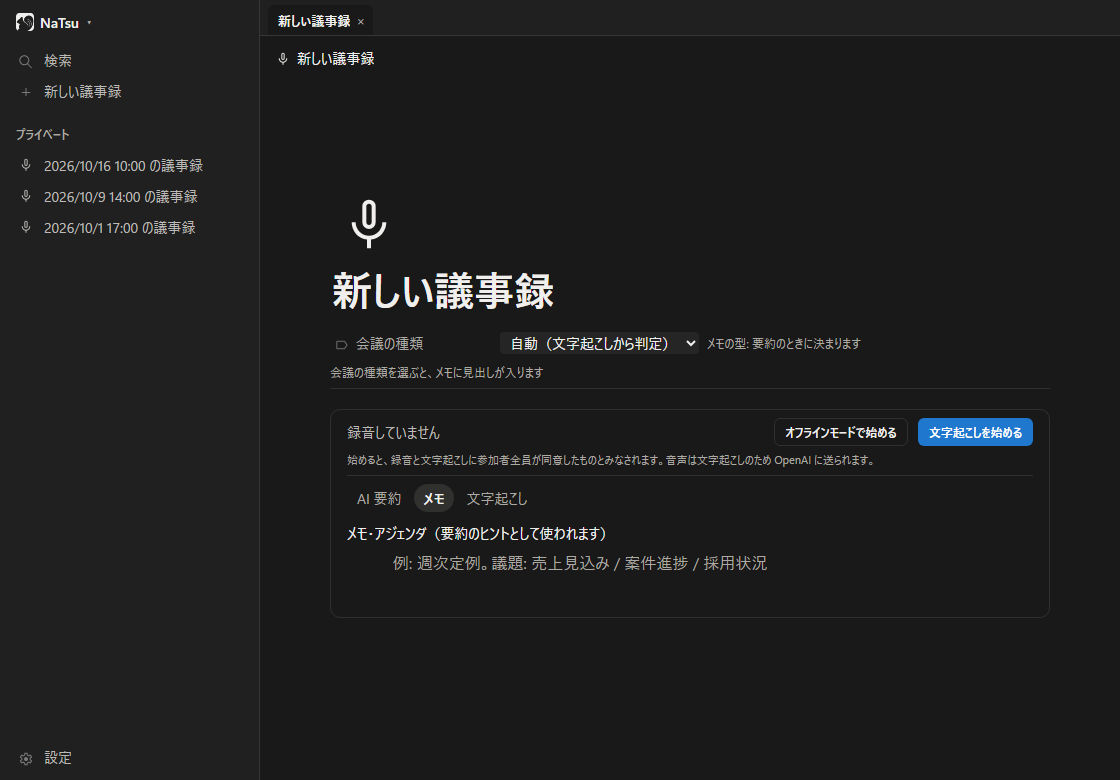 NaTsu
検索
新しい議事録
プライベート
2026/10/16 10:00 の議事録
2026/10/9 14:00 の議事録
2026/10/1 17:00 の議事録
設定
新しい議事録 ×
新しい議事録
新しい議事録
会議の種類 自動（文字起こしから判定） メモの型: 要約のときに決まります
会議の種類を選ぶと、メモに見出しが入ります
録音していません オフラインモードで始める 文字起こしを始める
始めると、録音と文字起こしに参加者全員が同意したものとみなされます。音声は文字起こしのため OpenAI に送られます。
AI 要約 メモ 文字起こし
メモ・アジェンダ（要約のヒントとして使われます）
例: 週次定例。議題: 売上見込み / 案件進捗 / 採用状況